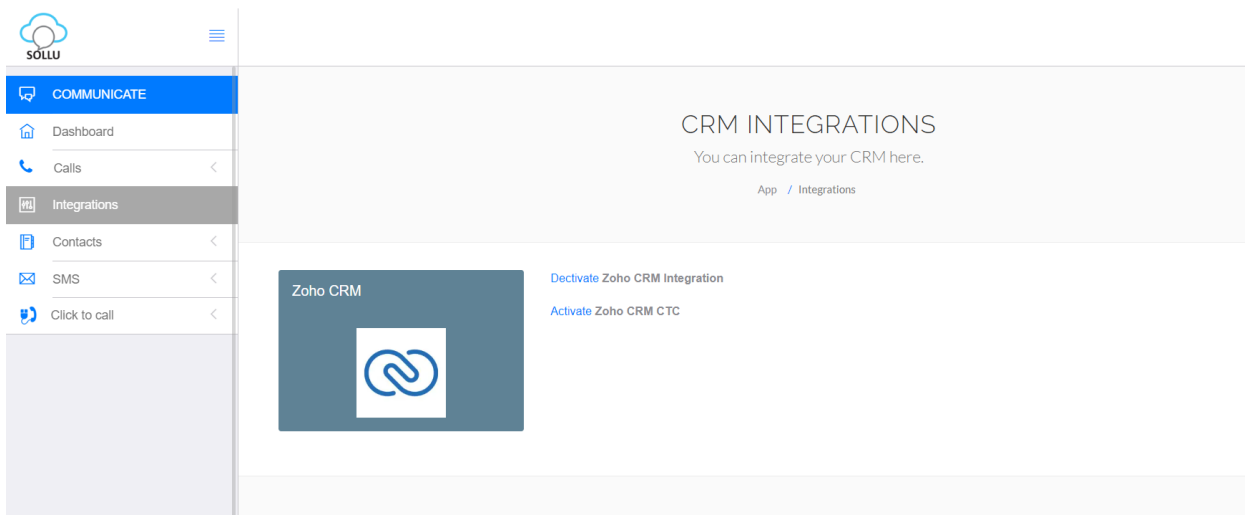 SOLLU
COMMUNICATE
Dashboard
Calls
Integrations
Contacts
SMS
Click to call
CRM INTEGRATIONS
You can integrate your CRM here.
App / Integrations
Zoho CRM
Dectivate Zoho CRM Integration
Activate Zoho CRM CTC